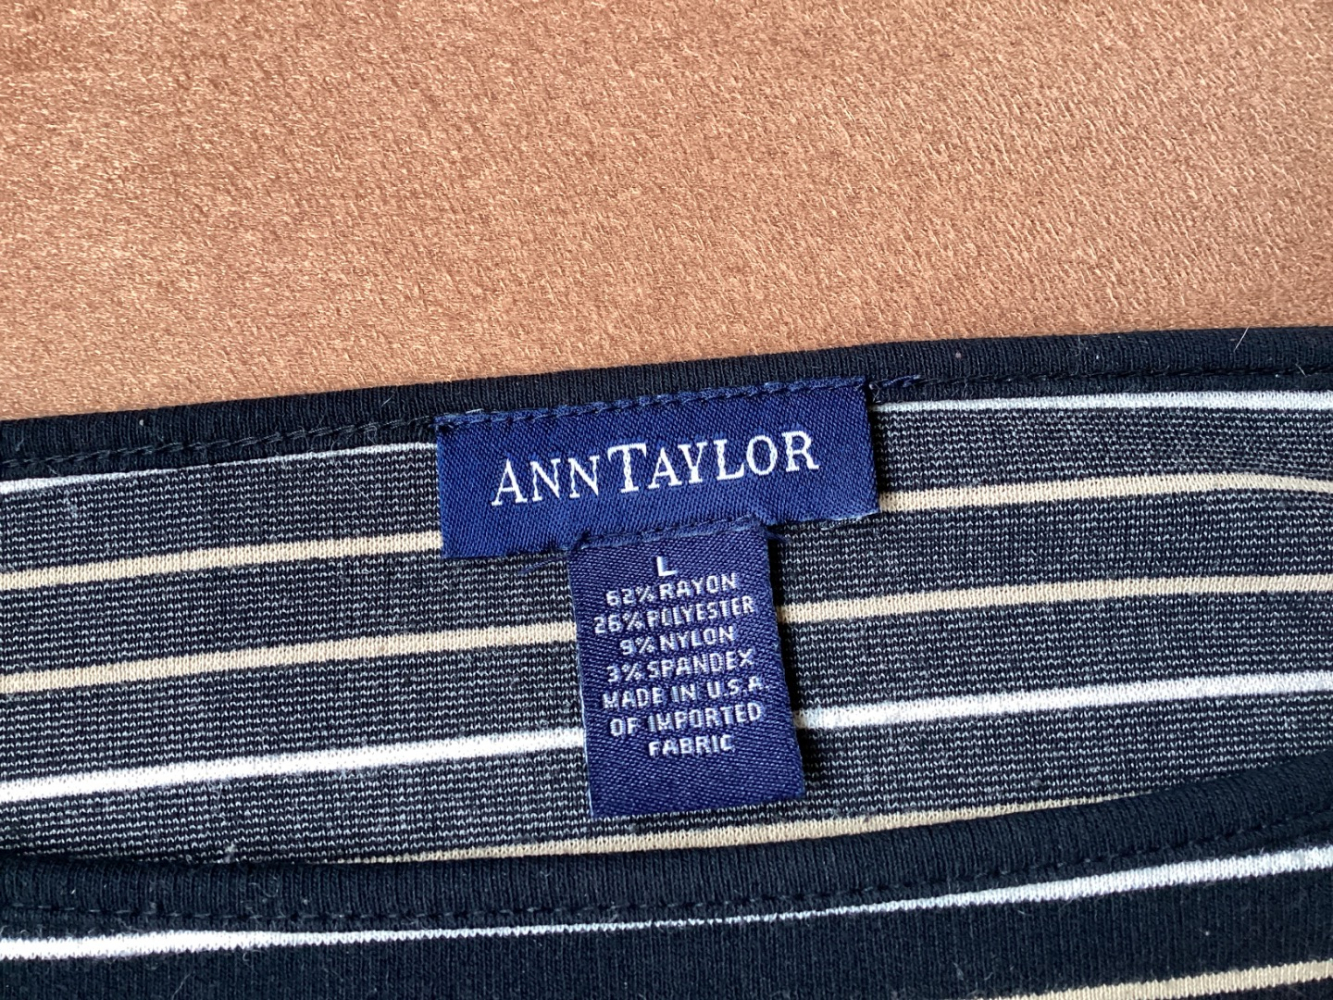 ANNTAYLOR
L
62% RAYON
26% POLYESTER
9% NYLON
3% SPANDEX
MADE IN U.S.A.
OF IMPORTED
FABRIC